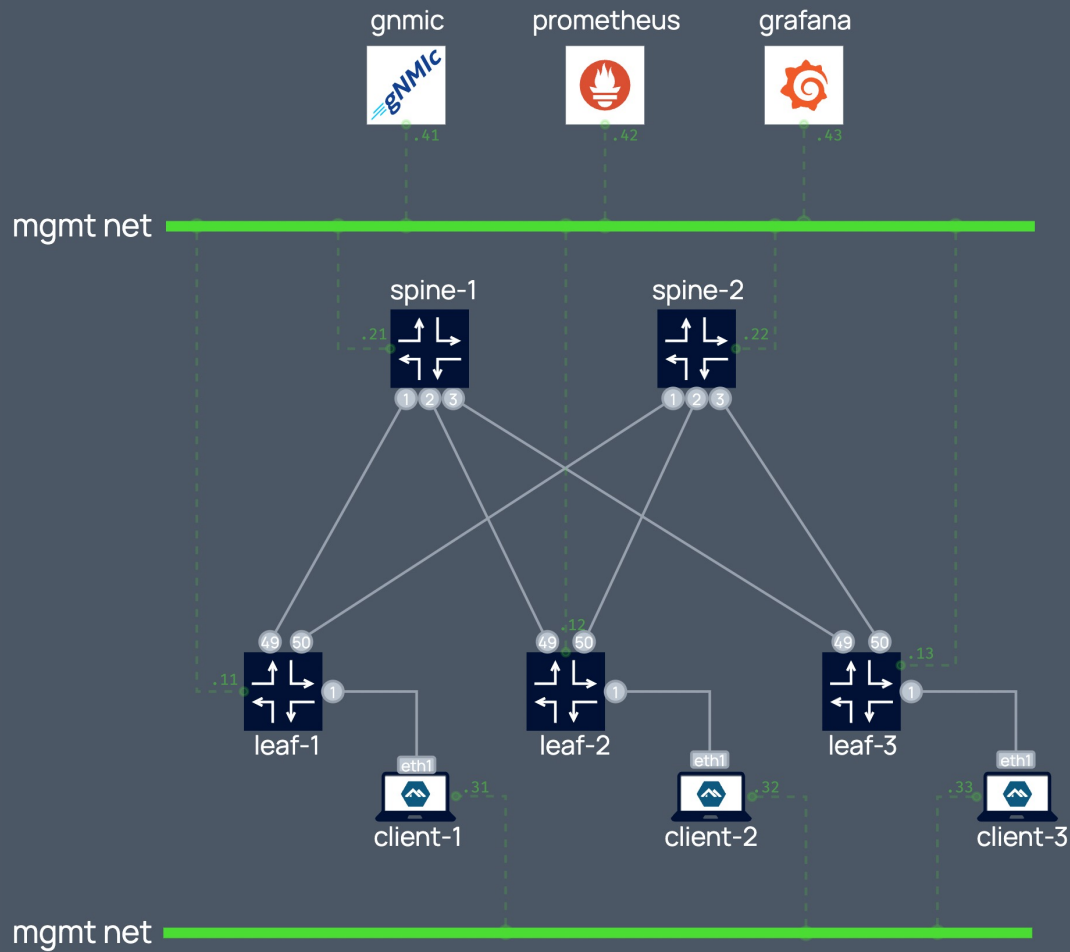 gnmic
prometheus
grafana
gNMIc
.41
.42
.43
mgmt net
spine-1
spine-2
.21
.22
1 2 3
1 2 3
49 50
49 .12 50
49 50
.11
1
1
.13
1
leaf-1
leaf-2
leaf-3
eth1
eth1
eth1
.31
.32
.33
client-1
client-2
client-3
mgmt net